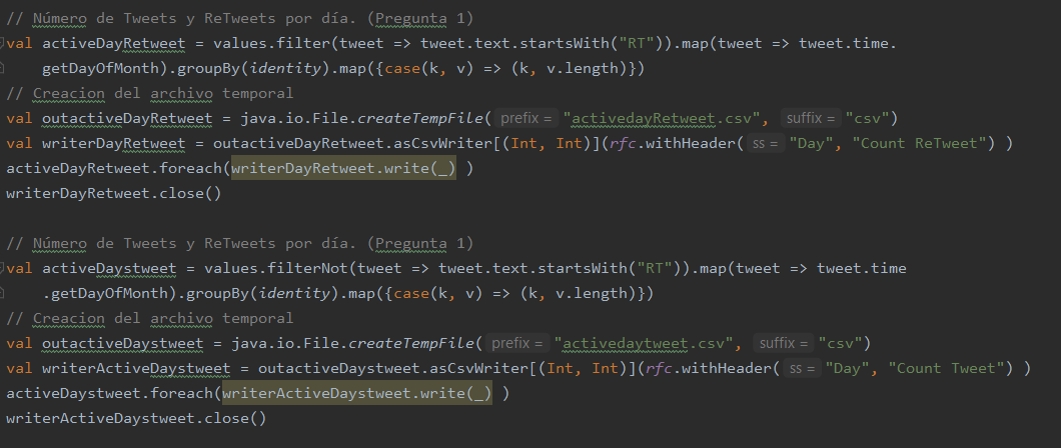 // Número de Tweets y ReTweets por día. (Pregunta 1)
val activeDayRetweet = values.filter(tweet => tweet.text.startsWith("RT")).map(tweet => tweet.time.
getDayOfMonth).groupBy(identity).map({case(k, v) => (k, v.length)})
// Creacion del archivo temporal
val outactiveDayRetweet = java.io.File.createTempFile( prefix = "activedayRetweet.csv", suffix = "csv")
val writerDayRetweet = outactiveDayRetweet.asCsvWriter[(Int, Int)](rfc.withHeader( ss = "Day", "Count ReTweet") )
activeDayRetweet.foreach(writerDayRetweet.write(_) )
writerDayRetweet.close()
// Número de Tweets y ReTweets por día. (Pregunta 1)
val activeDaystweet = values.filterNot(tweet => tweet.text.startsWith("RT")).map(tweet => tweet.time
.getDayOfMonth).groupBy(identity).map({case(k, v) => (k, v.length)})
// Creacion del archivo temporal
val outactiveDaystweet = java.io.File.createTempFile( prefix = "activedaytweet.csv", suffix = "csv")
val writerActiveDaystweet = outactiveDaystweet.asCsvWriter[(Int, Int)](rfc.withHeader( ss = "Day", "Count Tweet") )
activeDaystweet.foreach(writerActiveDaystweet.write(_) )
writerActiveDaystweet.close()